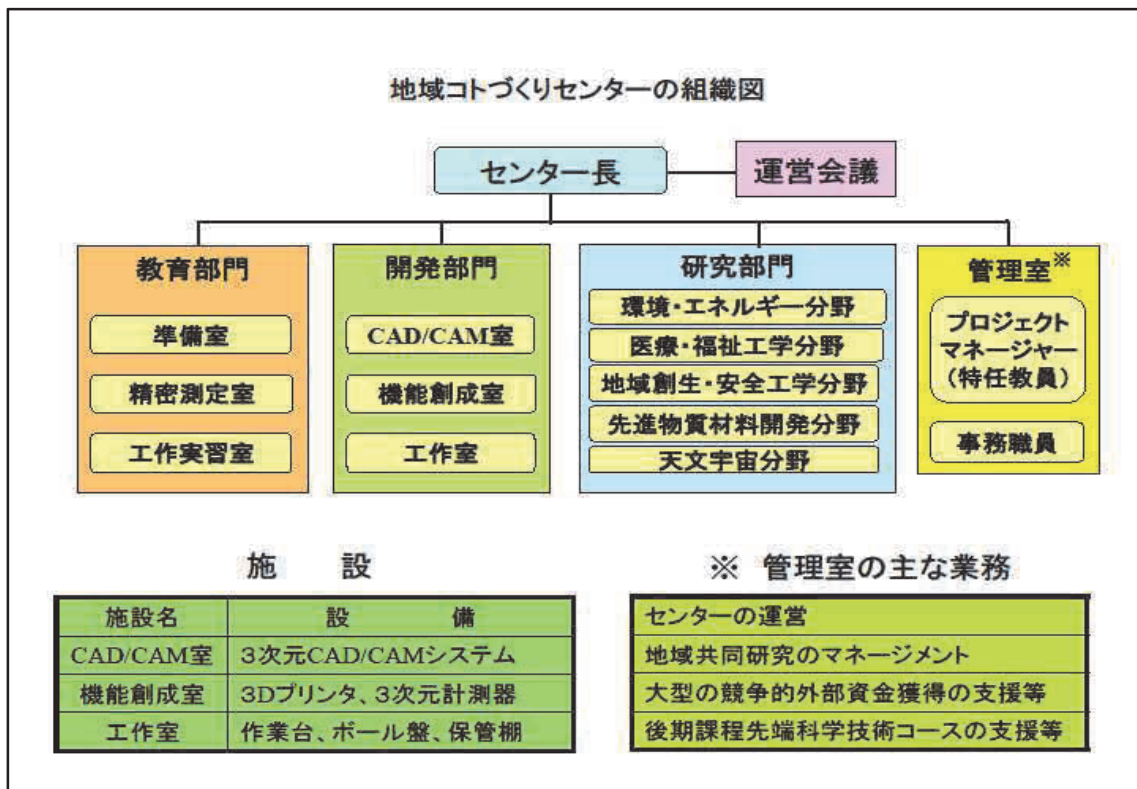 地域コトづくりセンターの組織図
センター長
運営会議
教育部門
準備室
精密測定室
工作実習室
開発部門
CAD/CAM室
機能創成室
工作室
研究部門
環境・エネルギー分野
医療・福祉工学分野
地域創生・安全工学分野
先進物質材料開発分野
天文宇宙分野
管理室※
プロジェクト
マネージャー
(特任教員)
事務職員
施 設
施設名 設 備
CAD/CAM室 3次元CAD/CAMシステム
機能創成室 3Dプリンタ、3次元計測器
工作室 作業台、ボール盤、保管棚
※ 管理室の主な業務
センターの運営
地域共同研究のマネージメント
大型の競争的外部資金獲得の支援等
後期課程先端科学技術コースの支援等